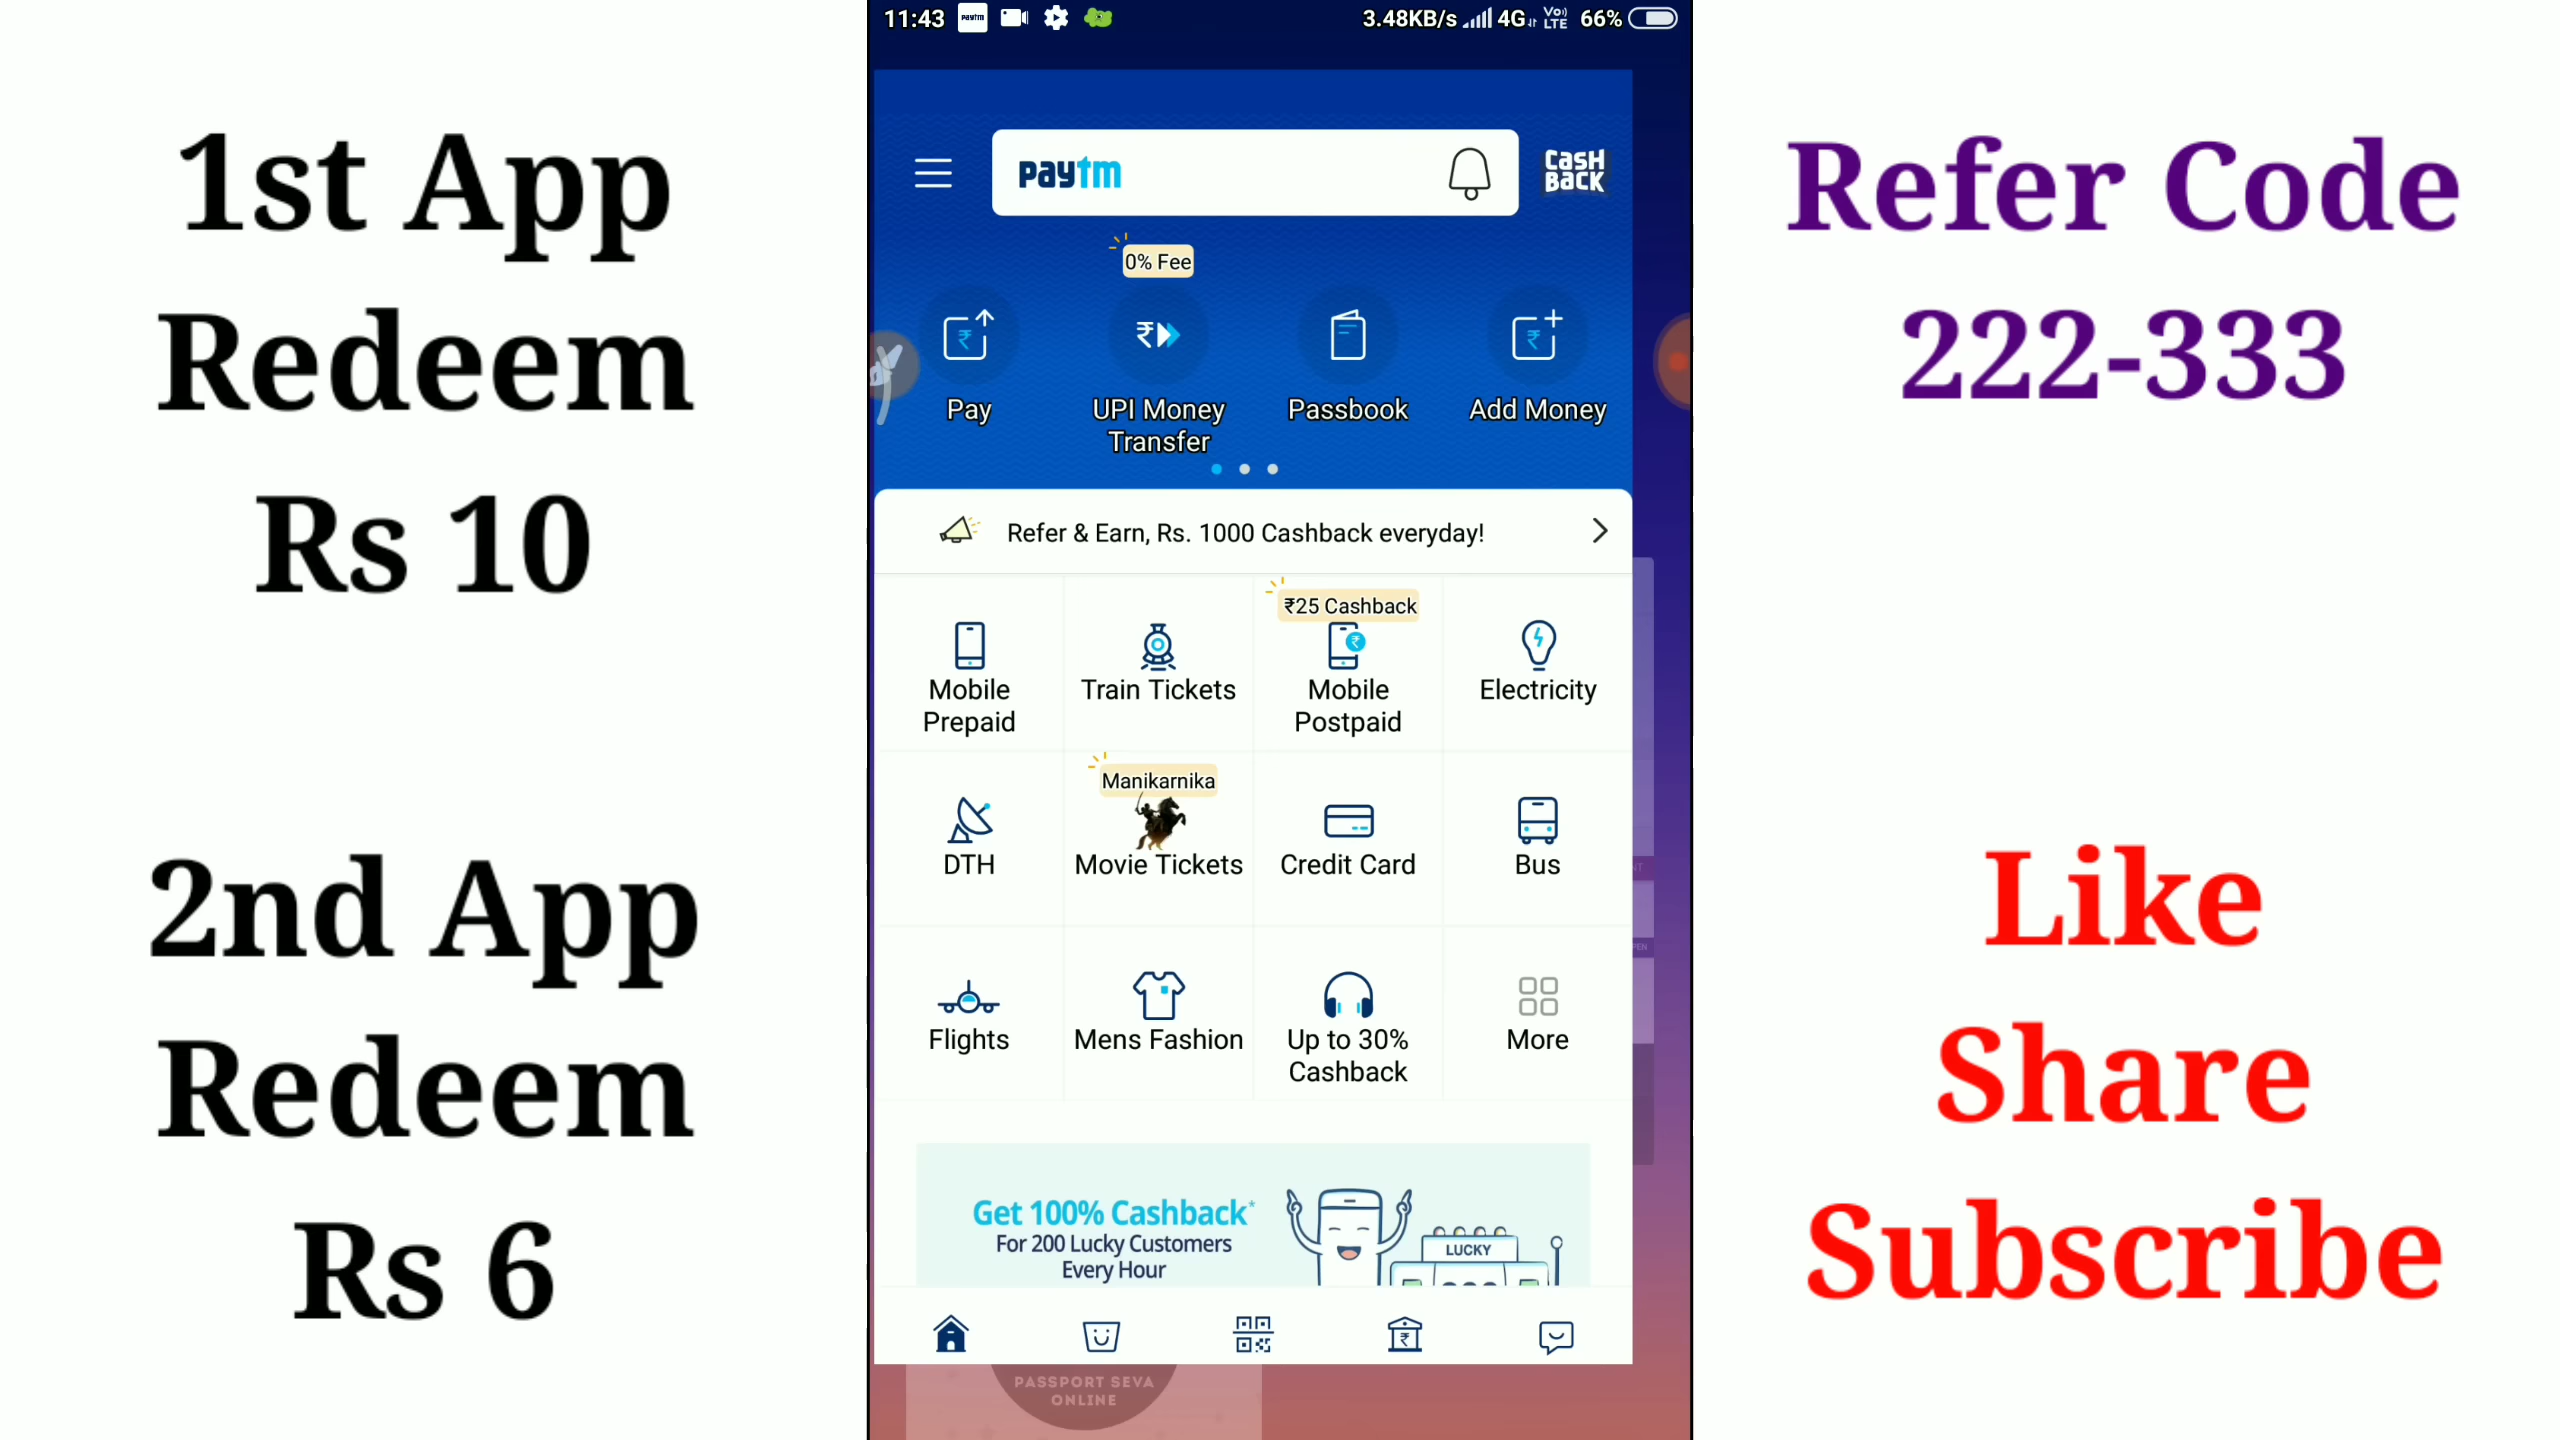 1st App
Redeem
Rs 10
2nd App
Redeem
Rs 6
11:43
paytm
3.48KB/s 4G Vo) LTE 66%
paytm
CASH BACK
0% Fee
Pay
UPI Money
Transfer
Passbook
Add Money
Refer & Earn, Rs. 1000 Cashback everyday!
₹25 Cashback
Mobile
Prepaid
Train Tickets
Mobile
Postpaid
Electricity
Manikarnika
DTH
Movie Tickets
Credit Card
Bus
Flights
Mens Fashion
Up to 30%
Cashback
More
Get 100% Cashback*
For 200 Lucky Customers
Every Hour
LUCKY
PASSPORT SEVA
ONLINE
Refer Code
222-333
Like
Share
Subscribe